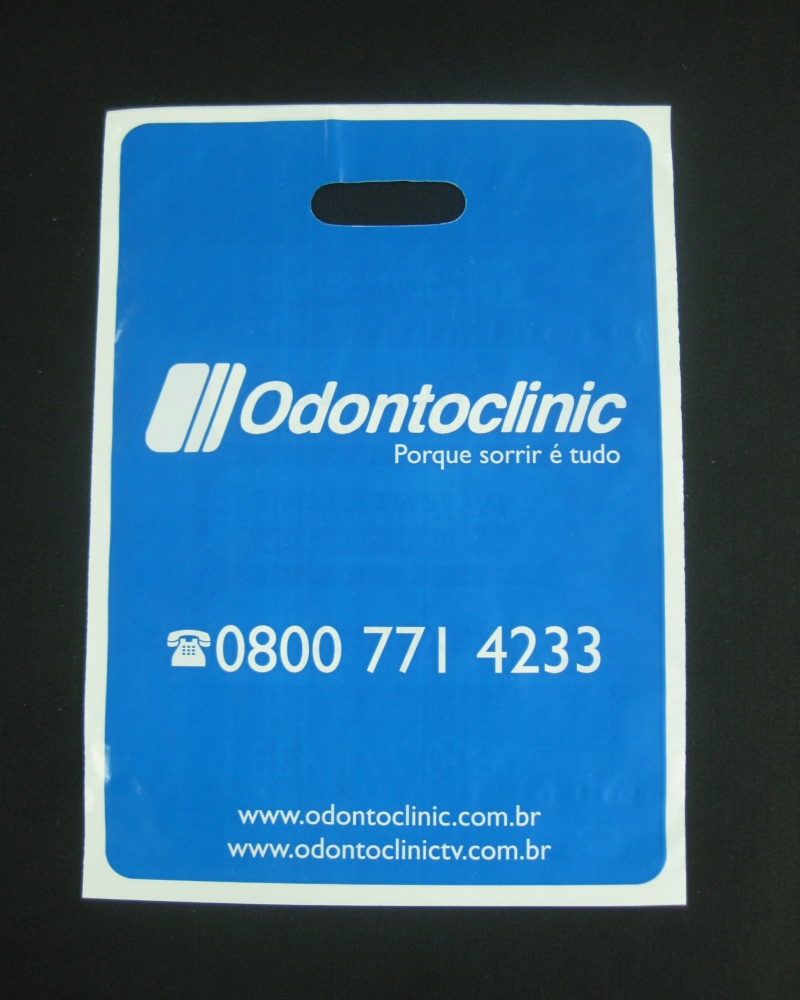 Odontoclinic
Porque sorrir é tudo
0800 771 4233
www.odontoclinic.com.br
www.odontoclinictv.com.br